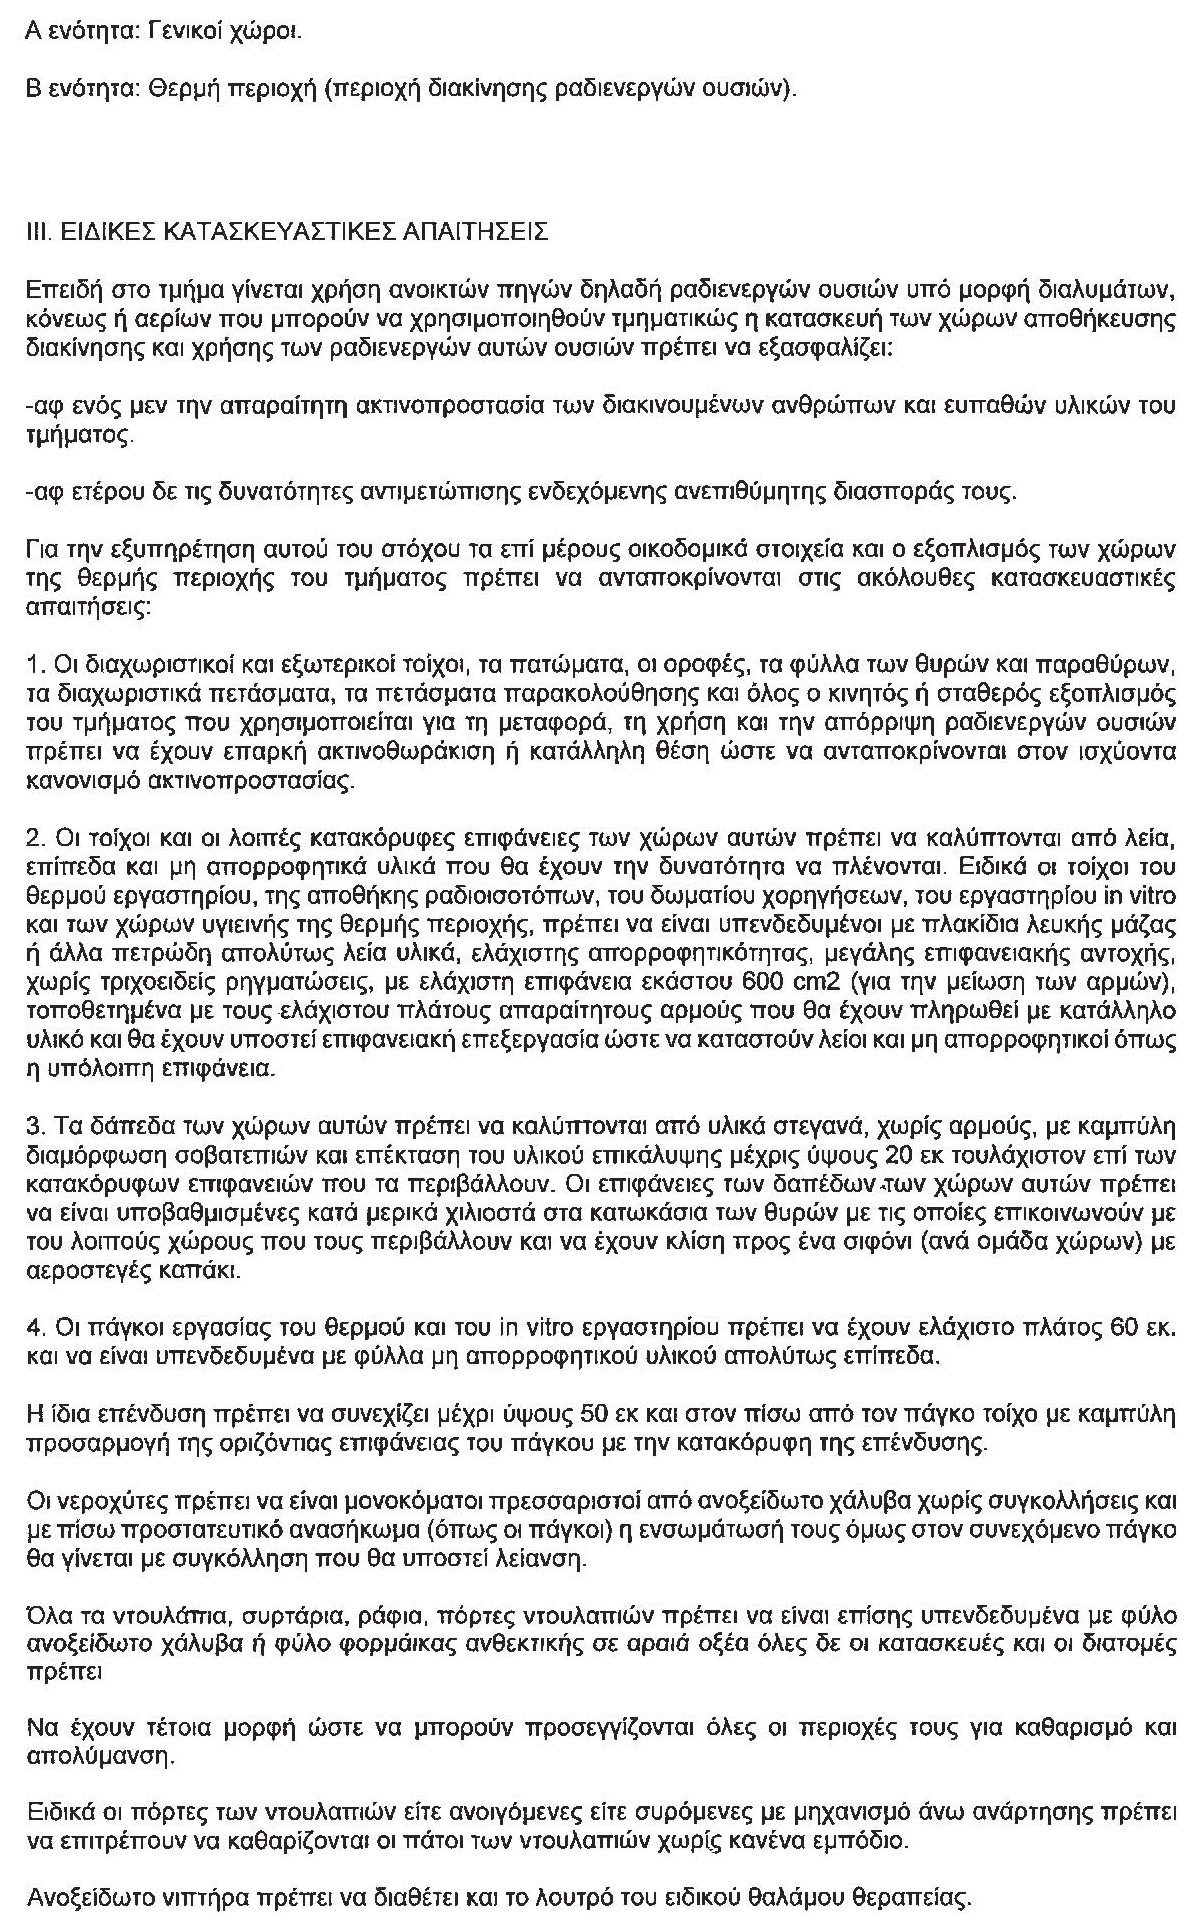 Α ενότητα: Γενικοί χώροι.
Β ενότητα: Θερμή περιοχή (περιοχή διακίνησης ραδιενεργών ουσιών).
ΙΙΙ. ΕΙΔΙΚΕΣ ΚΑΤΑΣΚΕΥΑΣΤΙΚΕΣ ΑΠΑΙΤΗΣΕΙΣ
Επειδή στο τμήμα γίνεται χρήση ανοικτών πηγών δηλαδή ραδιενεργών ουσιών υπό μορφή διαλυμάτων,
κόνεως ή αερίων που μπορούν να χρησιμοποιηθούν τμηματικώς η κατασκευή των χώρων αποθήκευσης
διακίνησης και χρήσης των ραδιενεργών αυτών ουσιών πρέπει να εξασφαλίζει:
-αφ ενός μεν την απαραίτητη ακτινοπροστασία των διακινουμένων ανθρώπων και ευπαθών υλικών του
τμήματος.
-αφ ετέρου δε τις δυνατότητες αντιμετώπισης ενδεχόμενης ανεπιθύμητης διασποράς τους.
Για την εξυπηρέτηση αυτού του στόχου τα επί μέρους οικοδομικά στοιχεία και ο εξοπλισμός των χώρων
της θερμής περιοχής του τμήματος πρέπει να ανταποκρίνονται στις ακόλουθες κατασκευαστικές
απαιτήσεις:
1. Οι διαχωριστικοί και εξωτερικοί τοίχοι, τα πατώματα, οι οροφές, τα φύλλα των θυρών και παραθύρων,
τα διαχωριστικά πετάσματα, τα πετάσματα παρακολούθησης και όλος ο κινητός ή σταθερός εξοπλισμός
του τμήματος που χρησιμοποιείται για τη μεταφορά, τη χρήση και την απόρριψη ραδιενεργών ουσιών
πρέπει να έχουν επαρκή ακτινοθωράκιση ή κατάλληλη θέση ώστε να ανταποκρίνονται στον ισχύοντα
κανονισμό ακτινοπροστασίας.
2. Οι τοίχοι και οι λοιπές κατακόρυφες επιφάνειες των χώρων αυτών πρέπει να καλύπτονται από λεία,
επίπεδα και μη απορροφητικά υλικά που θα έχουν την δυνατότητα να πλένονται. Ειδικά οι τοίχοι του
θερμού εργαστηρίου, της αποθήκης ραδιοισοτόπων, του δωματίου χορηγήσεων, του εργαστηρίου in vitro
και των χώρων υγιεινής της θερμής περιοχής, πρέπει να είναι υπενδεδυμένοι με πλακίδια λευκής μάζας
ή άλλα πετρώδη απολύτως λεία υλικά, ελάχιστης απορροφητικότητας, μεγάλης επιφανειακής αντοχής,
χωρίς τριχοειδείς ρηγματώσεις, με ελάχιστη επιφάνεια εκάστου 600 cm2 (για την μείωση των αρμών),
τοποθετημένα με τους ελάχιστου πλάτους απαραίτητους αρμούς που θα έχουν πληρωθεί με κατάλληλο
υλικό και θα έχουν υποστεί επιφανειακή επεξεργασία ώστε να καταστούν λείοι και μη απορροφητικοί όπως
η υπόλοιπη επιφάνεια.
3. Τα δάπεδα των χώρων αυτών πρέπει να καλύπτονται από υλικά στεγανά, χωρίς αρμούς, με καμπύλη
διαμόρφωση σοβατεπιών και επέκταση του υλικού επικάλυψης μέχρις ύψους 20 εκ τουλάχιστον επί των
κατακόρυφων επιφανειών που τα περιβάλλουν. Οι επιφάνειες των δαπέδων των χώρων αυτών πρέπει
να είναι υποβαθμισμένες κατά μερικά χιλιοστά στα κατωκάσια των θυρών με τις οποίες επικοινωνούν με
του λοιπούς χώρους που τους περιβάλλουν και να έχουν κλίση προς ένα σιφόνι (ανά ομάδα χώρων) με
αεροστεγές καπάκι.
4. Οι πάγκοι εργασίας του θερμού και του in vitro εργαστηρίου πρέπει να έχουν ελάχιστο πλάτος 60 εκ.
και να είναι υπενδεδυμένα με φύλλα μη απορροφητικού υλικού απολύτως επίπεδα.
Η ίδια επένδυση πρέπει να συνεχίζει μέχρι ύψους 50 εκ και στον πίσω από τον πάγκο τοίχο με καμπύλη
προσαρμογή της οριζόντιας επιφάνειας του πάγκου με την κατακόρυφη της επένδυσης.
Οι νεροχύτες πρέπει να είναι μονοκόματοι πρεσσαριστοί από ανοξείδωτο χάλυβα χωρίς συγκολλήσεις και
με πίσω προστατευτικό ανασήκωμα (όπως οι πάγκοι) η ενσωμάτωσή τους όμως στον συνεχόμενο πάγκο
θα γίνεται με συγκόλληση που θα υποστεί λείανση.
Όλα τα ντουλάπια, συρτάρια, ράφια, πόρτες ντουλαπιών πρέπει να είναι επίσης υπενδεδυμένα με φύλο
ανοξείδωτο χάλυβα ή φύλο φορμάικας ανθεκτικής σε αραιά οξέα όλες δε οι κατασκευές και οι διατομές
πρέπει
Να έχουν τέτοια μορφή ώστε να μπορούν προσεγγίζονται όλες οι περιοχές τους για καθαρισμό και
απολύμανση.
Ειδικά οι πόρτες των ντουλαπιών είτε ανοιγόμενες είτε συρόμενες με μηχανισμό άνω ανάρτησης πρέπει
να επιτρέπουν να καθαρίζονται οι πάτοι των ντουλαπιών χωρίς κανένα εμπόδιο.
Ανοξείδωτο νιπτήρα πρέπει να διαθέτει και το λουτρό του ειδικού θαλάμου θεραπείας.